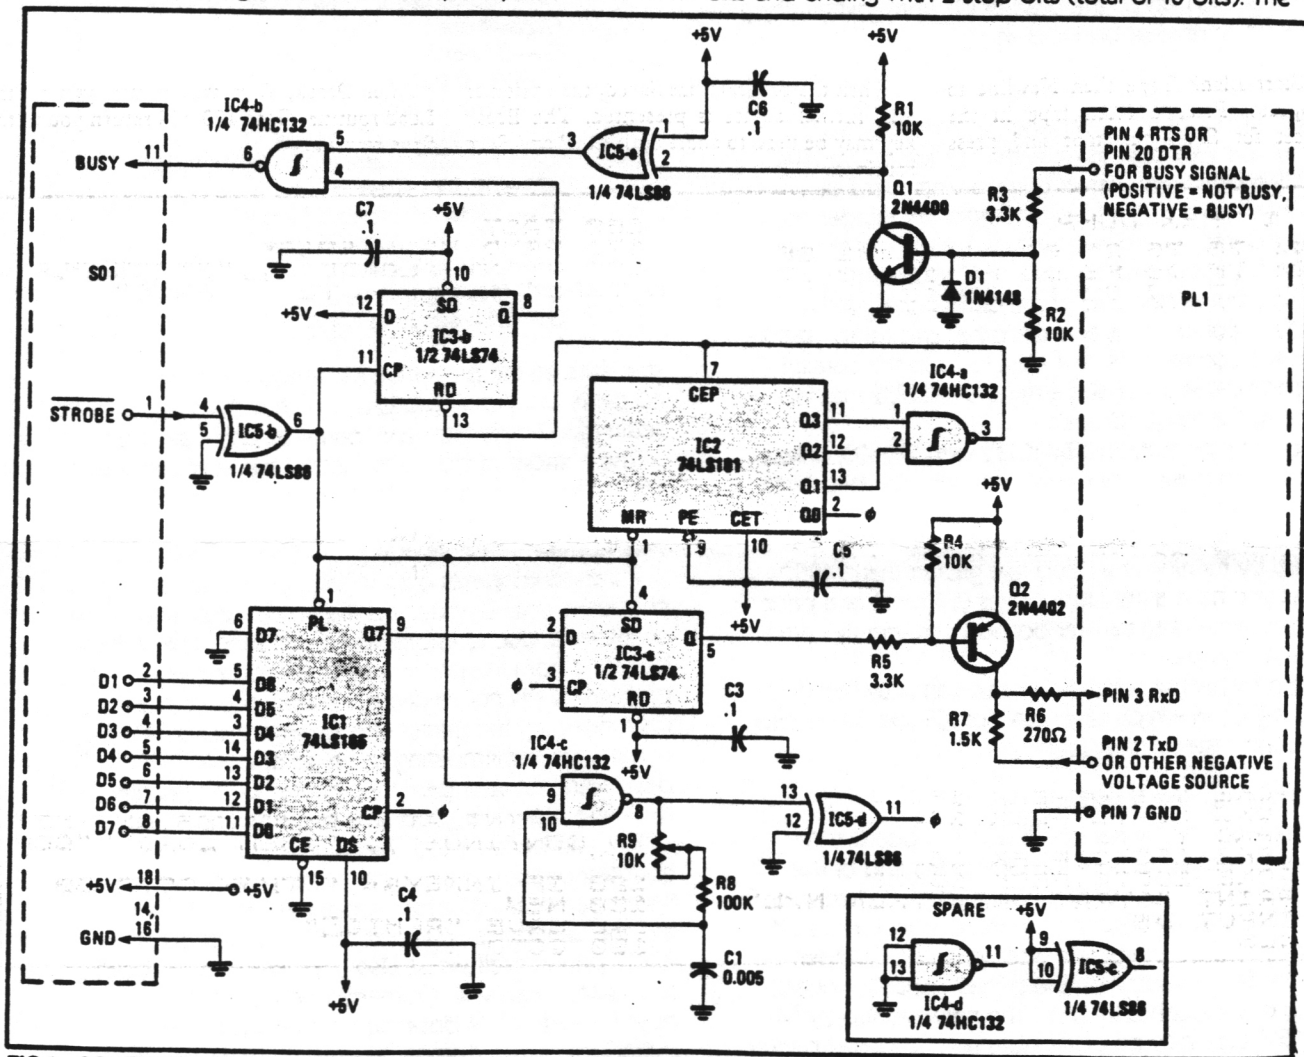 and ending with 2 stop bits (total of 10 bits). The
+5V
+5V
C6
.1
R1
10K
IC4-b
1/4 74HC132
BUSY
11
6
5
4
3
IC5-a
1
2
1/4 74LS86
Q1
2N4400
R3
3.3K
PIN 4 RTS OR
PIN 20 DTR
FOR BUSY SIGNAL
(POSITIVE = NOT BUSY,
NEGATIVE = BUSY)
C7
.1
+5V
S01
D1
1N4148
R2
10K
PL1
10
+5V
12
D
SD
Q
8
IC3-b
1/2 74LS74
11
CP
RD
13
STROBE
1
4
5
IC5-b
6
1/4 74LS86
7
CEP
IC2
74LS161
Q3
11
Q2
12
Q1
13
Q0
2
ϕ
MR
PE
CET
1
9
10
IC4-a
1/4 74HC132
1
2
3
C5
.1
+5V
+5V
R4
10K
Q2
2N4402
1
PL
6
D7
Q7
9
D1
2
5
D6
D2
3
4
D5
D3
4
3
D4
D4
5
14
D3
D5
6
13
D2
D6
7
12
D1
D7
8
11
D0
IC1
74LS166
CP
2
ϕ
CE
DS
15
10
4
2
D
SD
Q
5
IC3-a
1/2 74LS74
ϕ
3
CP
RD
1
C3
.1
+5V
R5
3.3K
R7
1.5K
R6
270Ω
PIN 3 RxD
PIN 2 TxD
OR OTHER NEGATIVE
VOLTAGE SOURCE
PIN 7 GND
IC4-c
1/4 74HC132
9
10
8
R9
10K
R8
100K
C1
0.005
13
12
IC5-d
11
ϕ
1/4 74LS86
+5V
18
+5V
14,
16
GND
C4
.1
+5V
SPARE
12
13
11
IC4-d
1/4 74HC132
+5V
9
10
IC5-c
8
1/4 74LS86